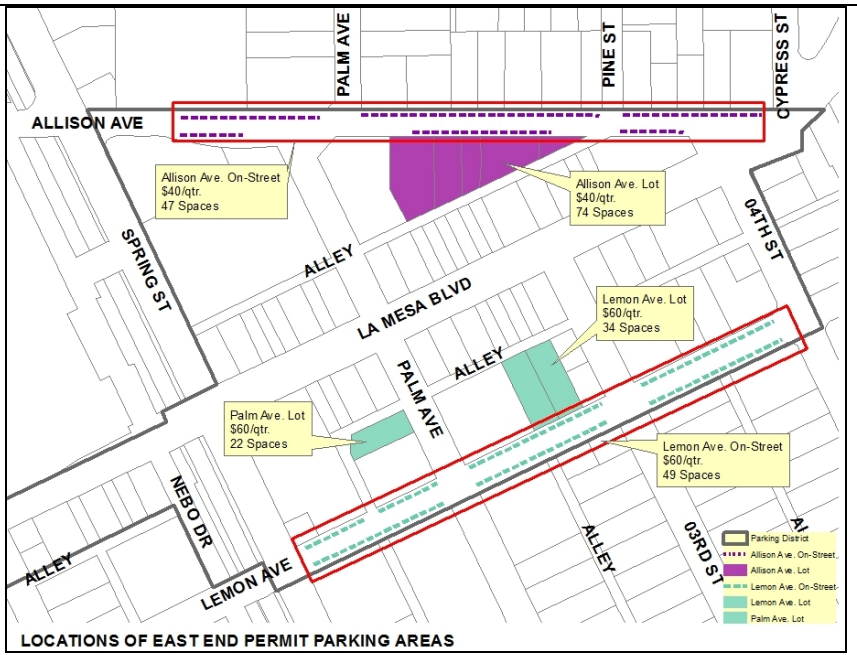 PALM AVE
PINE ST
CYPRESS ST
ALLISON AVE
Allison Ave. On-Street
$40/qtr.
47 Spaces
Allison Ave. Lot
$40/qtr.
74 Spaces
SPRING ST
ALLEY
04TH ST
LA MESA BLVD
Lemon Ave. Lot
$60/qtr.
34 Spaces
ALLEY
PALM AVE
Palm Ave. Lot
$60/qtr.
22 Spaces
Lemon Ave. On-Street
$60/qtr.
49 Spaces
NEBO DR
ALLEY
LEMON AVE
ALLEY
03RD ST
Parking District
Allison Ave. On-Street
Allison Ave. Lot
Lemon Ave. On-Street
Lemon Ave. Lot
Palm Ave. Lot
LOCATIONS OF EAST END PERMIT PARKING AREAS